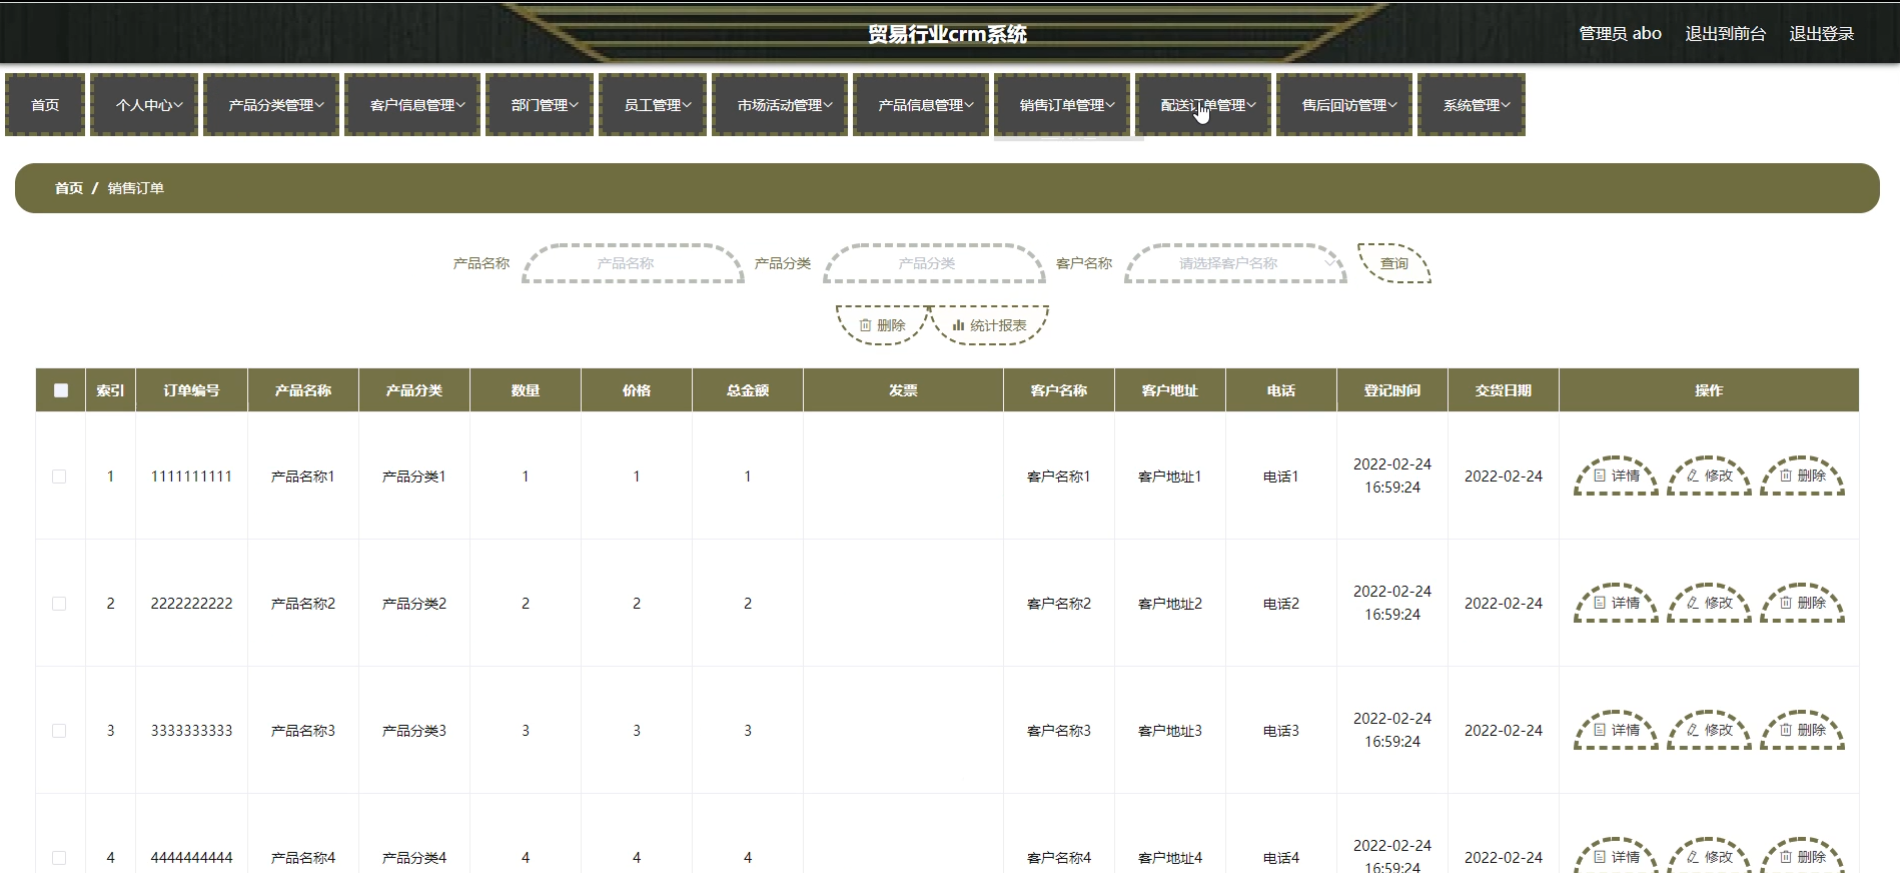 贸易行业crm系统
管理员 abo 退出到前台 退出登录
首页 个人中心 产品分类管理 客户信息管理 部门管理 员工管理 市场活动管理 产品信息管理 销售订单管理 配送订单管理 售后回访管理 系统管理
首页 / 销售订单
产品名称 产品名称 产品分类 产品分类 客户名称 请选择客户名称 查询
删除 统计报表
索引 订单编号 产品名称 产品分类 数量 价格 总金额 发票 客户名称 客户地址 电话 登记时间 交货日期 操作
1 1111111111 产品名称1 产品分类1 1 1 1 客户名称1 客户地址1 电话1 2022-02-24 16:59:24 2022-02-24 详情 修改 删除
2 2222222222 产品名称2 产品分类2 2 2 2 客户名称2 客户地址2 电话2 2022-02-24 16:59:24 2022-02-24 详情 修改 删除
3 3333333333 产品名称3 产品分类3 3 3 3 客户名称3 客户地址3 电话3 2022-02-24 16:59:24 2022-02-24 详情 修改 删除
4 4444444444 产品名称4 产品分类4 4 4 4 客户名称4 客户地址4 电话4 2022-02-24 16:59:24 2022-02-24 详情 修改 删除